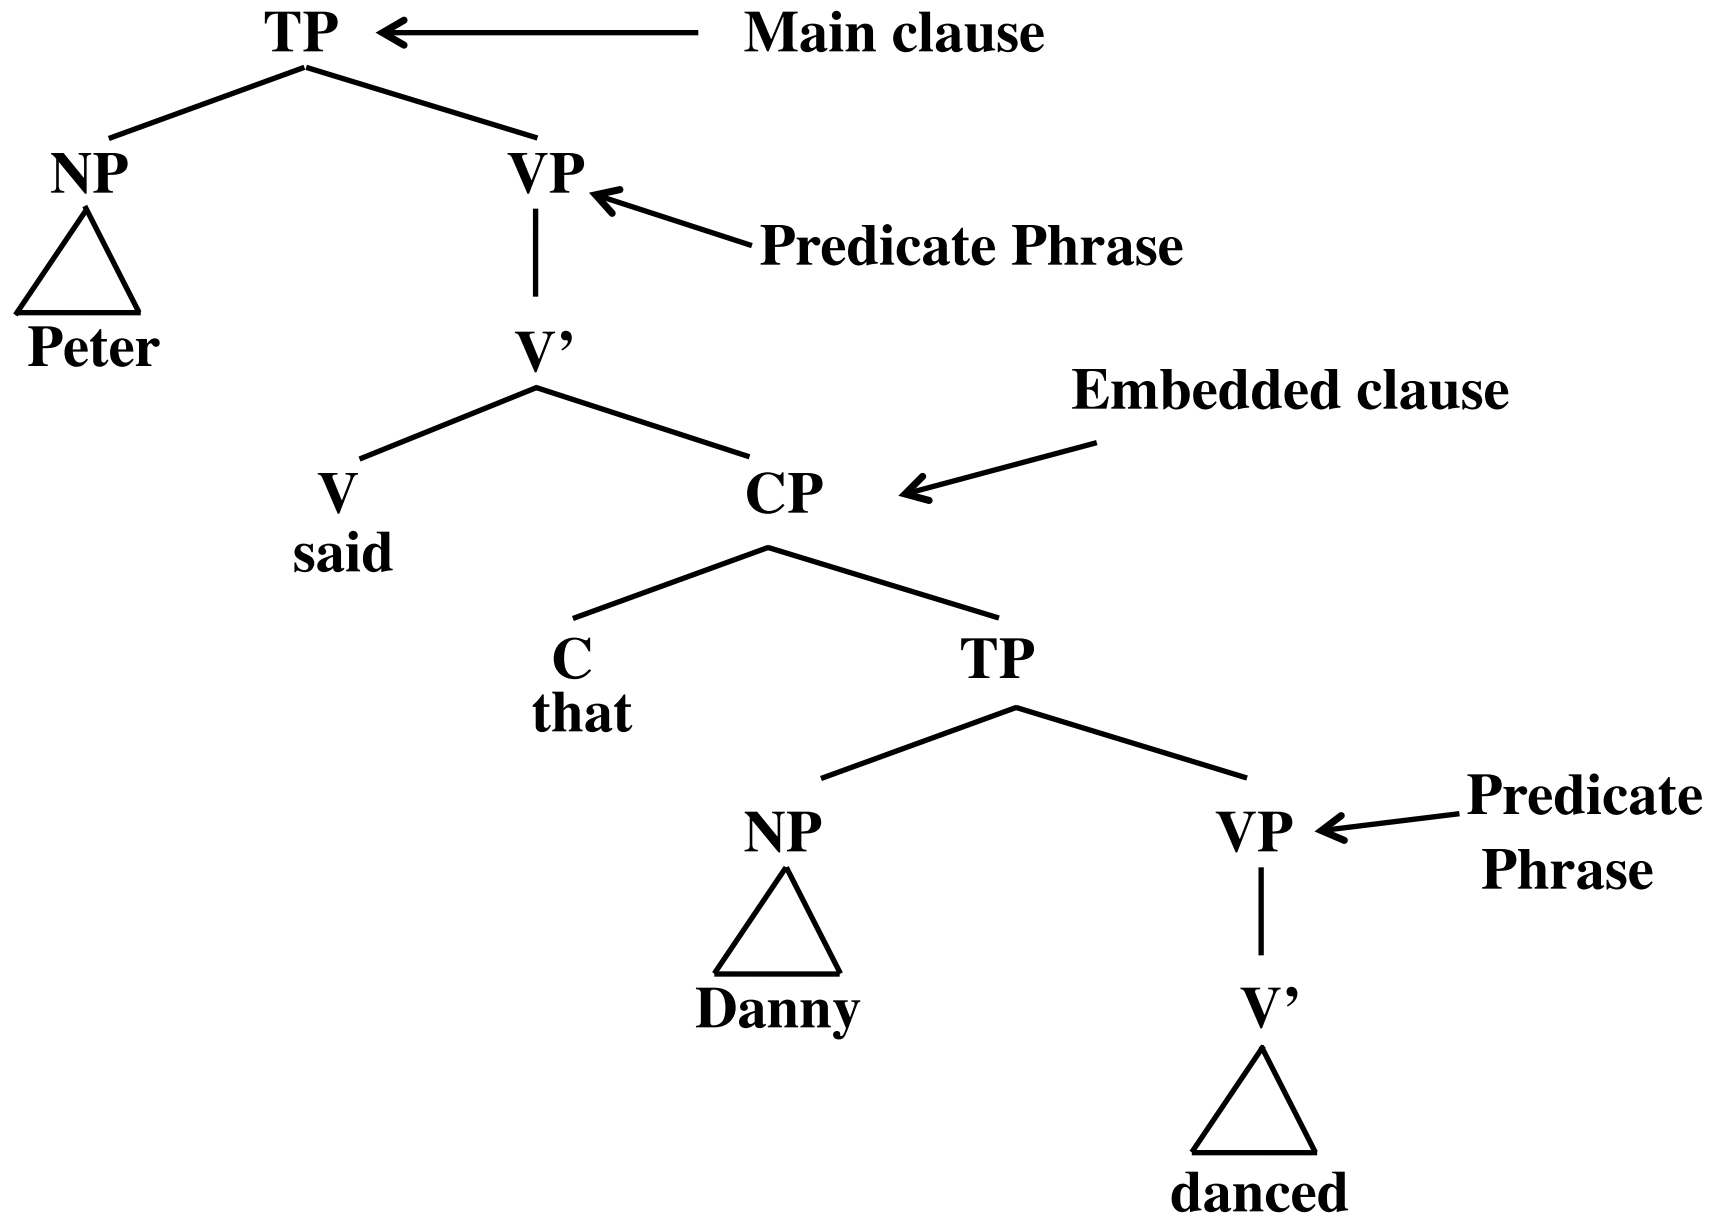 TP
Main clause
NP
VP
Predicate Phrase
Peter
V’
Embedded clause
V
CP
said
C
TP
that
Predicate
Phrase
NP
VP
Danny
V’
danced